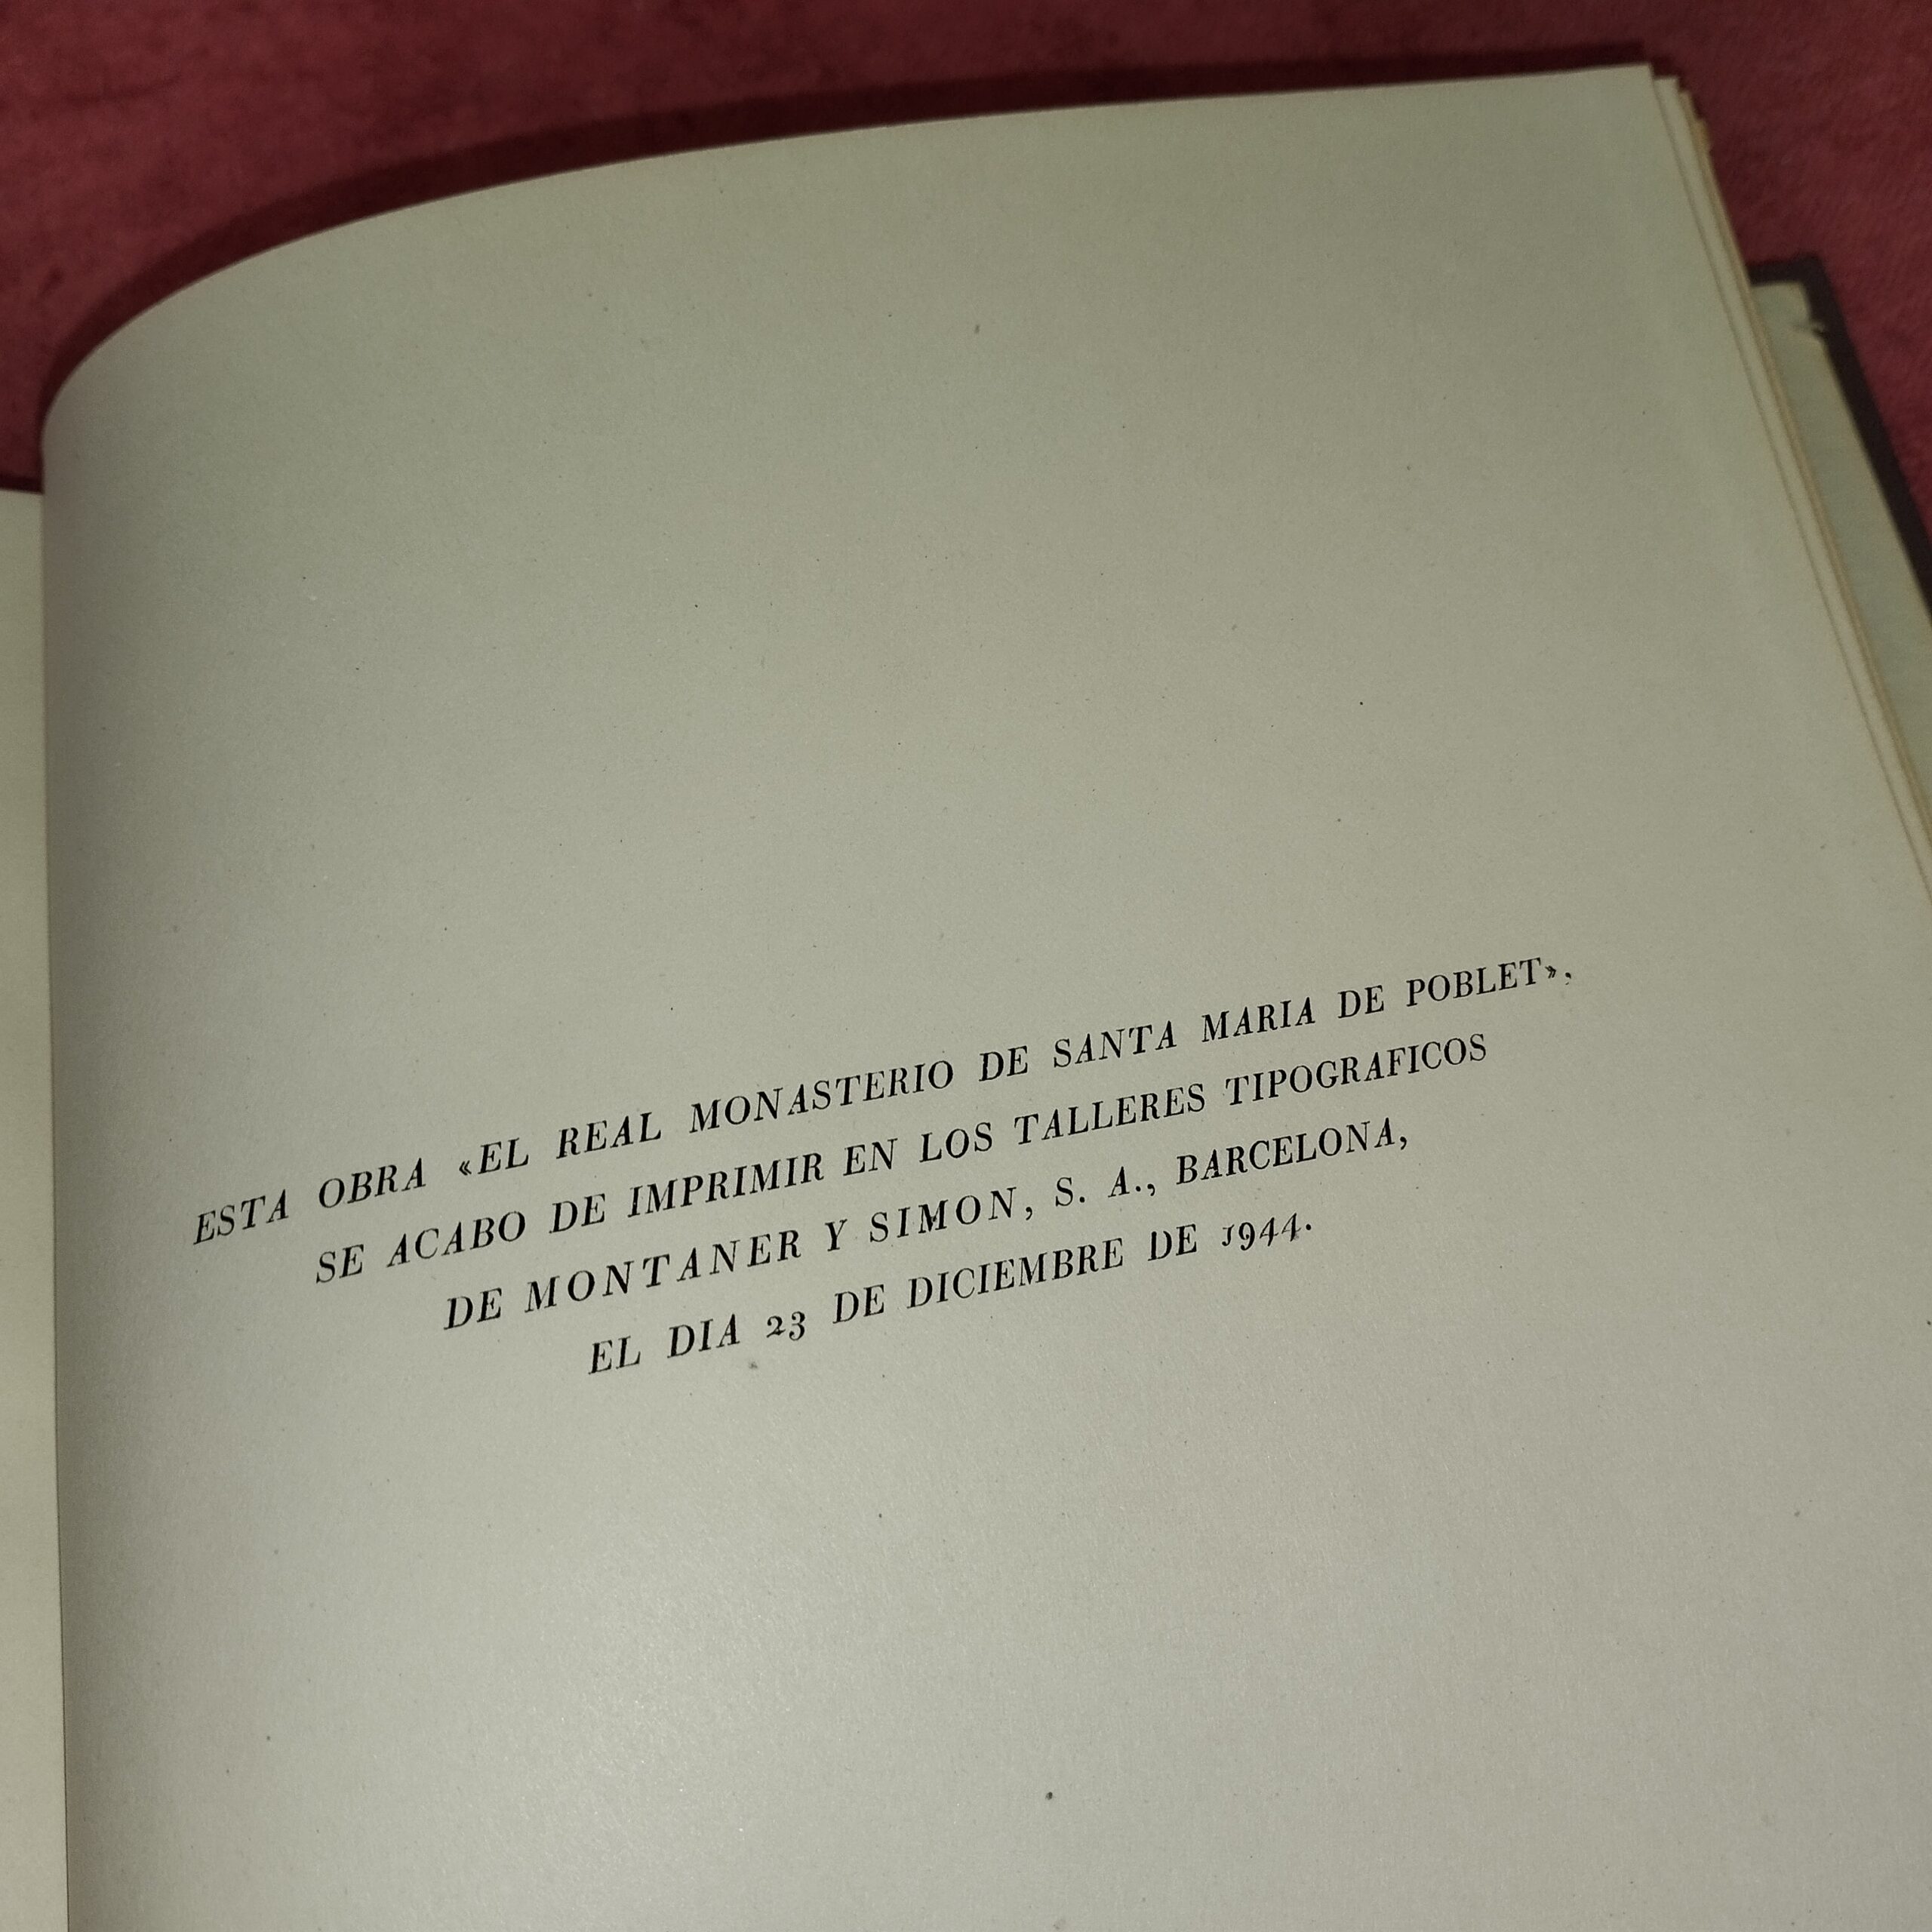 ESTA OBRA «EL REAL MONASTERIO DE SANTA MARIA DE POBLET»,
SE ACABO DE IMPRIMIR EN LOS TALLERES TIPOGRAFICOS
DE MONTANER Y SIMON, S. A., BARCELONA,
EL DIA 23 DE DICIEMBRE DE 1944.